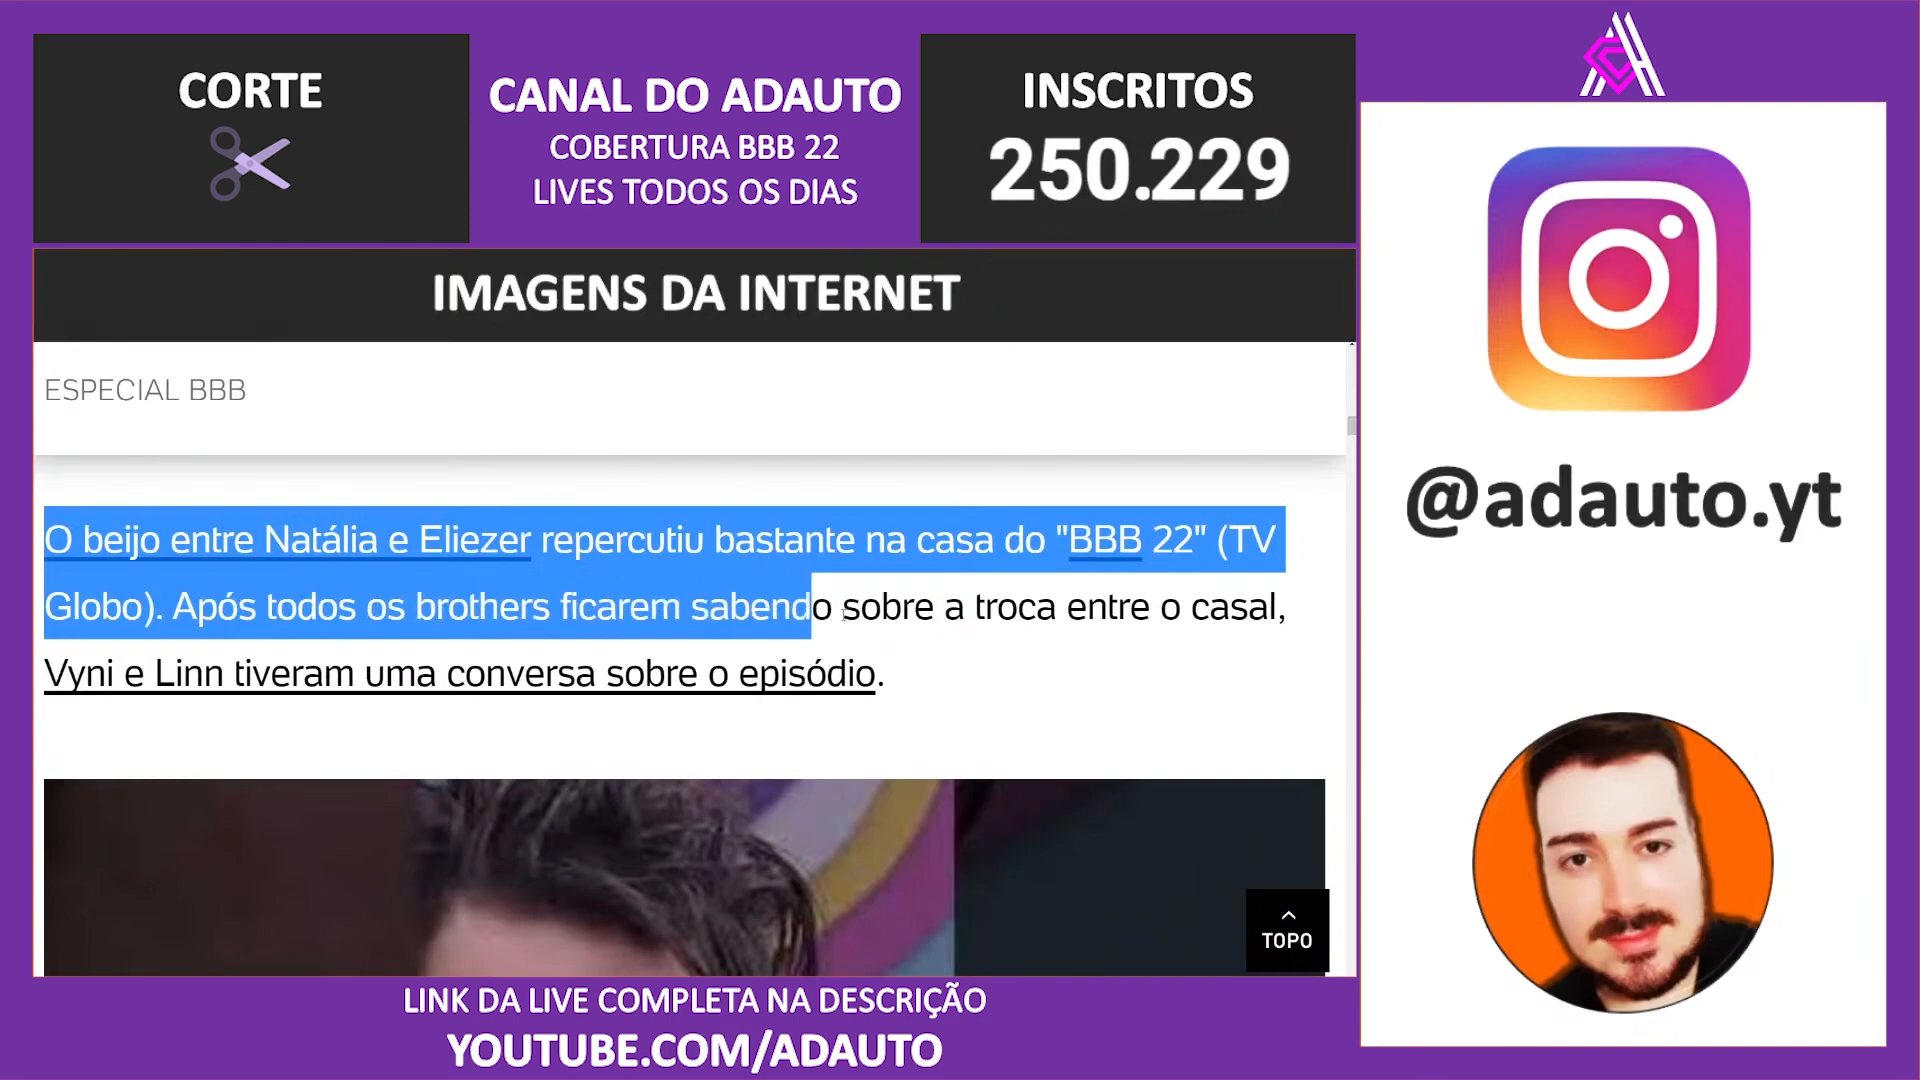 CORTE
CANAL DO ADAUTO
COBERTURA BBB 22
LIVES TODOS OS DIAS
INSCRITOS
250.229
IMAGENS DA INTERNET
ESPECIAL BBB
O beijo entre Natália e Eliezer repercutiu bastante na casa do "BBB 22" (TV
Globo). Após todos os brothers ficarem sabendo sobre a troca entre o casal,
Vyni e Linn tiveram uma conversa sobre o episódio.
TOPO
LINK DA LIVE COMPLETA NA DESCRIÇÃO
YOUTUBE.COM/ADAUTO
@adauto.yt